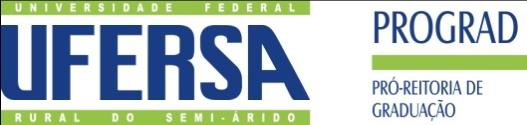 UNIVERSIDADE FEDERAL
UFERSA
RURAL DO SEMI-ÁRIDO
PROGRAD
PRÓ-REITORIA DE
GRADUAÇÃO